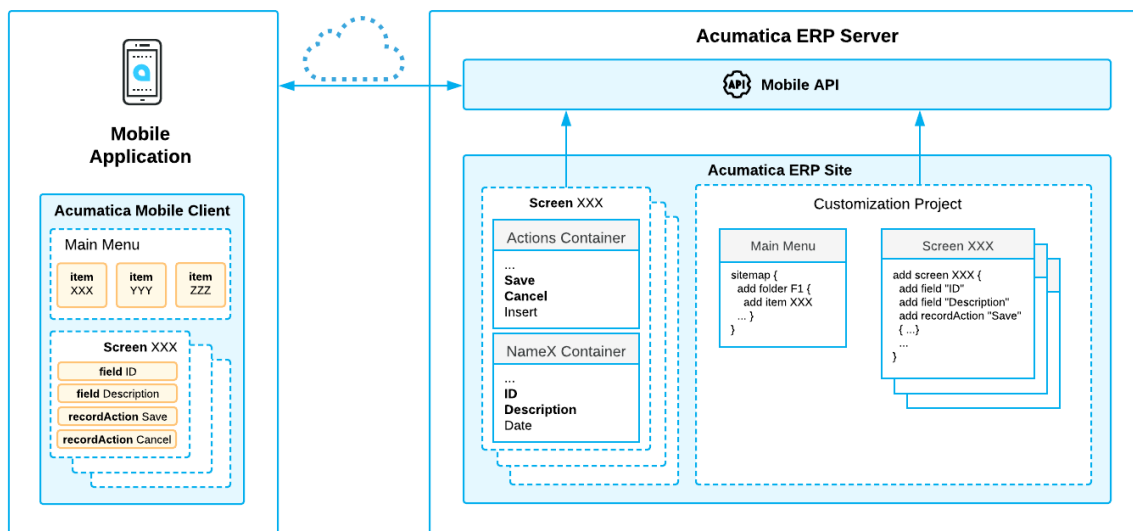 Mobile
Application
Acumatica Mobile Client
Main Menu
item
XXX
item
YYY
item
ZZZ
Screen XXX
field ID
field Description
recordAction Save
recordAction Cancel
Acumatica ERP Server
API
Mobile API
Acumatica ERP Site
Screen XXX
Actions Container
...
Save
Cancel
Insert
NameX Container
...
ID
Description
Date
Customization Project
Main Menu
sitemap {
add folder F1 {
add item XXX
... }
}
Screen XXX
add screen XXX {
add field "ID"
add field "Description"
add recordAction "Save"
{ ...}
...
}